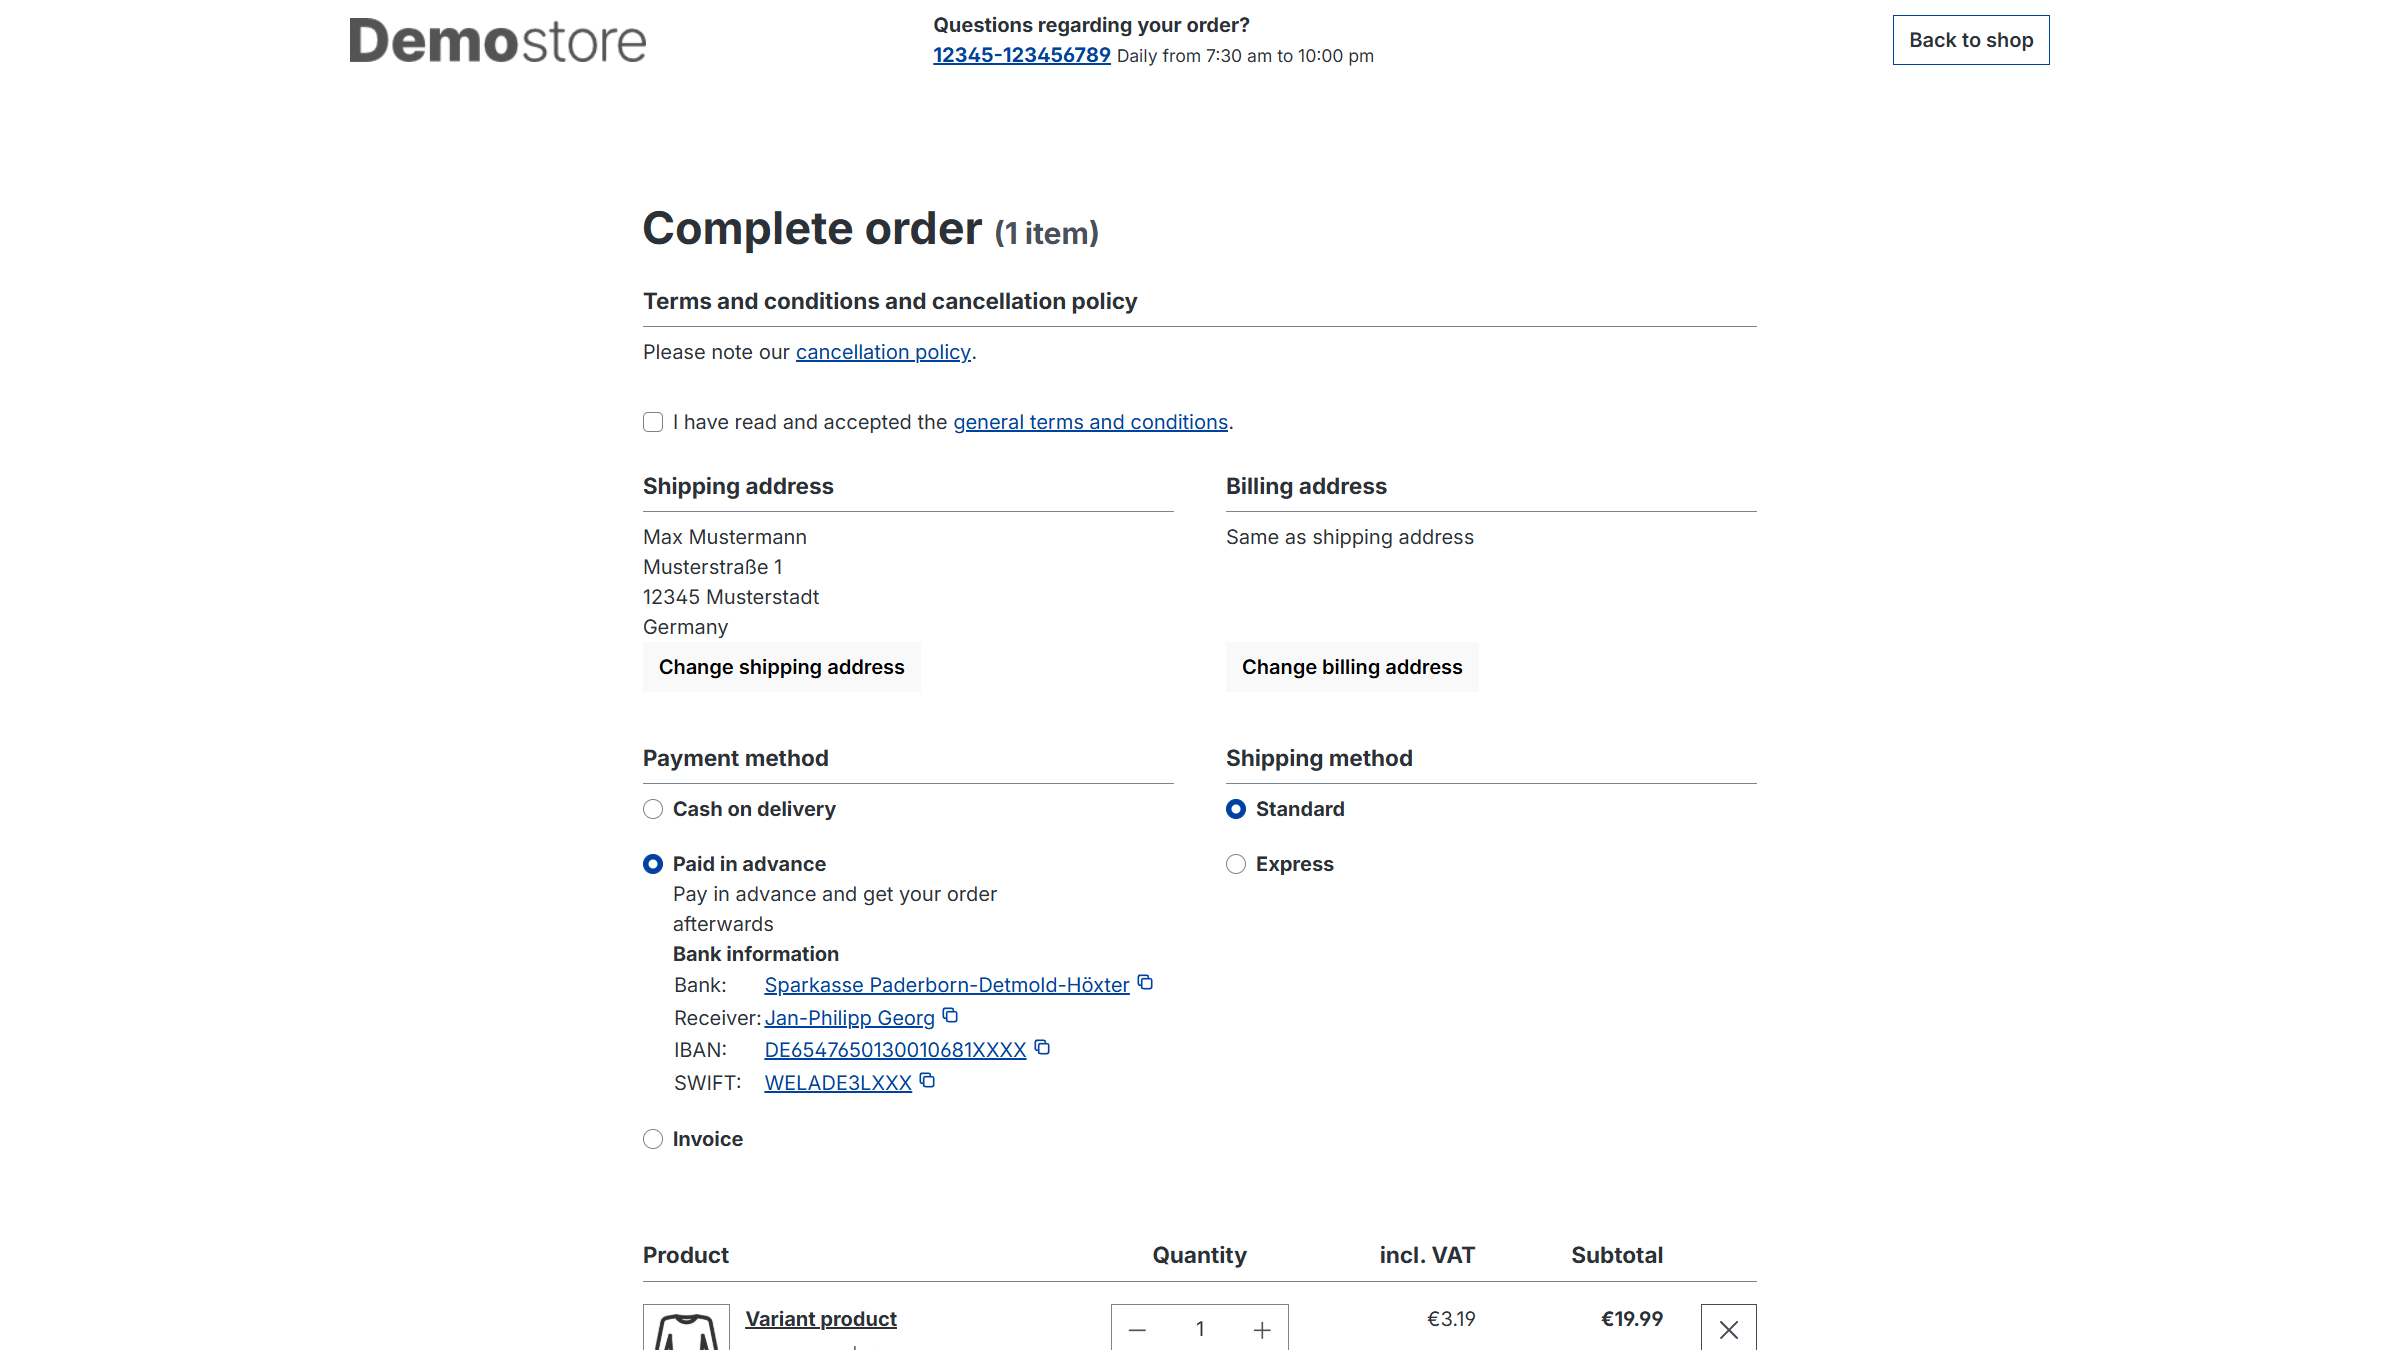 Demostore
Questions regarding your order?
12345-123456789 Daily from 7:30 am to 10:00 pm
Back to shop
Complete order (1 item)
Terms and conditions and cancellation policy
Please note our cancellation policy.
I have read and accepted the general terms and conditions.
Shipping address
Max Mustermann
Musterstraße 1
12345 Musterstadt
Germany
Change shipping address
Billing address
Same as shipping address
Change billing address
Payment method
Cash on delivery
Paid in advance
Pay in advance and get your order
afterwards
Bank information
Bank: Sparkasse Paderborn-Detmold-Höxter
Receiver: Jan-Philipp Georg
IBAN: DE6547650130010681XXXX
SWIFT: WELADE3LXXX
Invoice
Shipping method
Standard
Express
Product Quantity incl. VAT Subtotal
Variant product 1 €3.19 €19.99